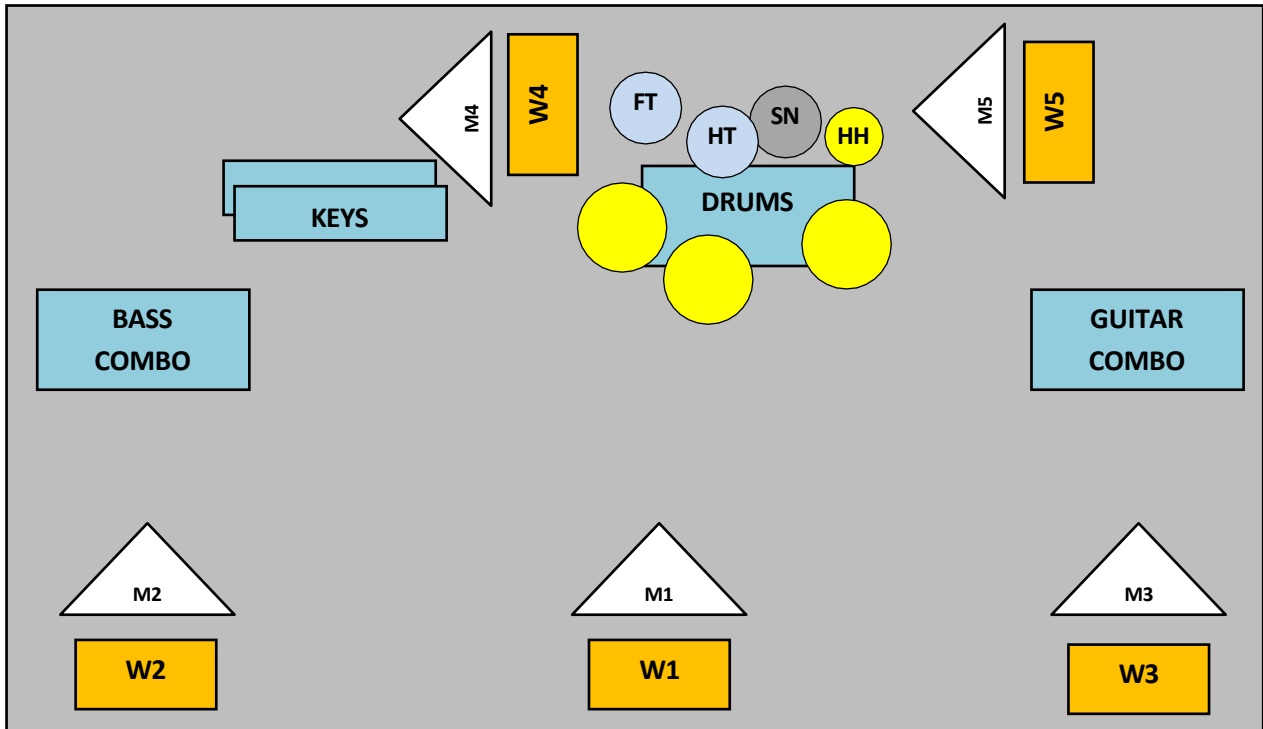 M4
W4
FT
HT
SN
HH
M5
W5
DRUMS
KEYS
BASS
COMBO
GUITAR
COMBO
M2
M1
M3
W2
W1
W3